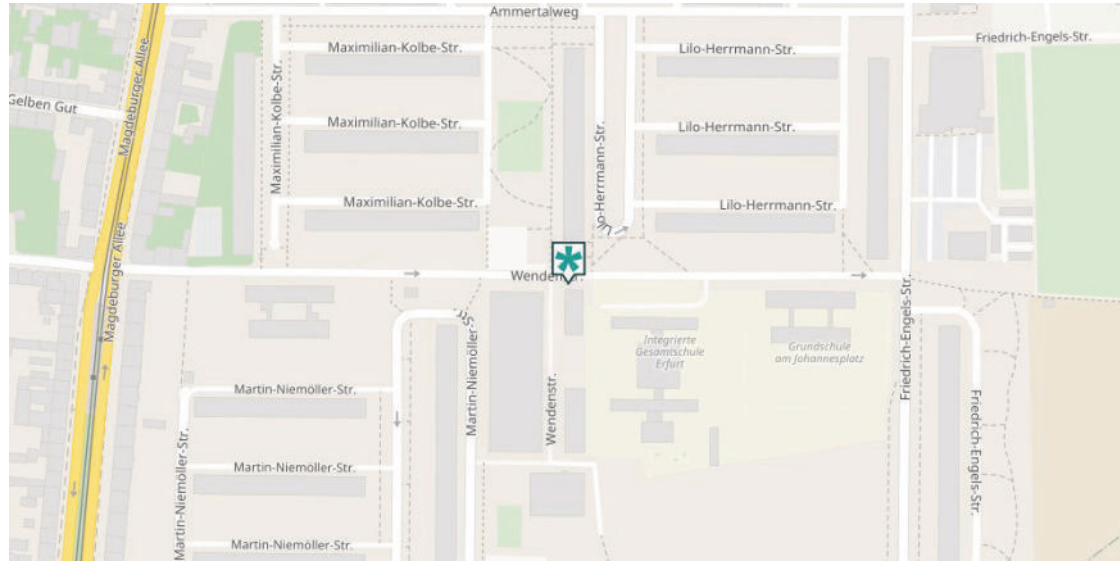 Ammertalweg
Maximilian-Kolbe-Str.
Lilo-Herrmann-Str.
Friedrich-Engels-Str.
Magdeburger Allee
Gelben Gut
Maximilian-Kolbe-Str.
Maximilian-Kolbe-Str.
Lilo-Herrmann-Str.
lo-Herrmann-Str.
Maximilian-Kolbe-Str.
Lilo-Herrmann-Str.
Magdeburger Allee
Wendenstr.
Friedrich-Engels-Str.
Str.
Martin-Niemöller-
Integrierte
Gesamtschule
Erfurt
Grundschule
am Johannesplatz
Martin-Niemöller-Str.
Wendenstr.
Friedrich-Engels-Str.
Martin-Niemöller-Str.
Martin-Niemöller-Str.
Martin-Niemöller-Str.